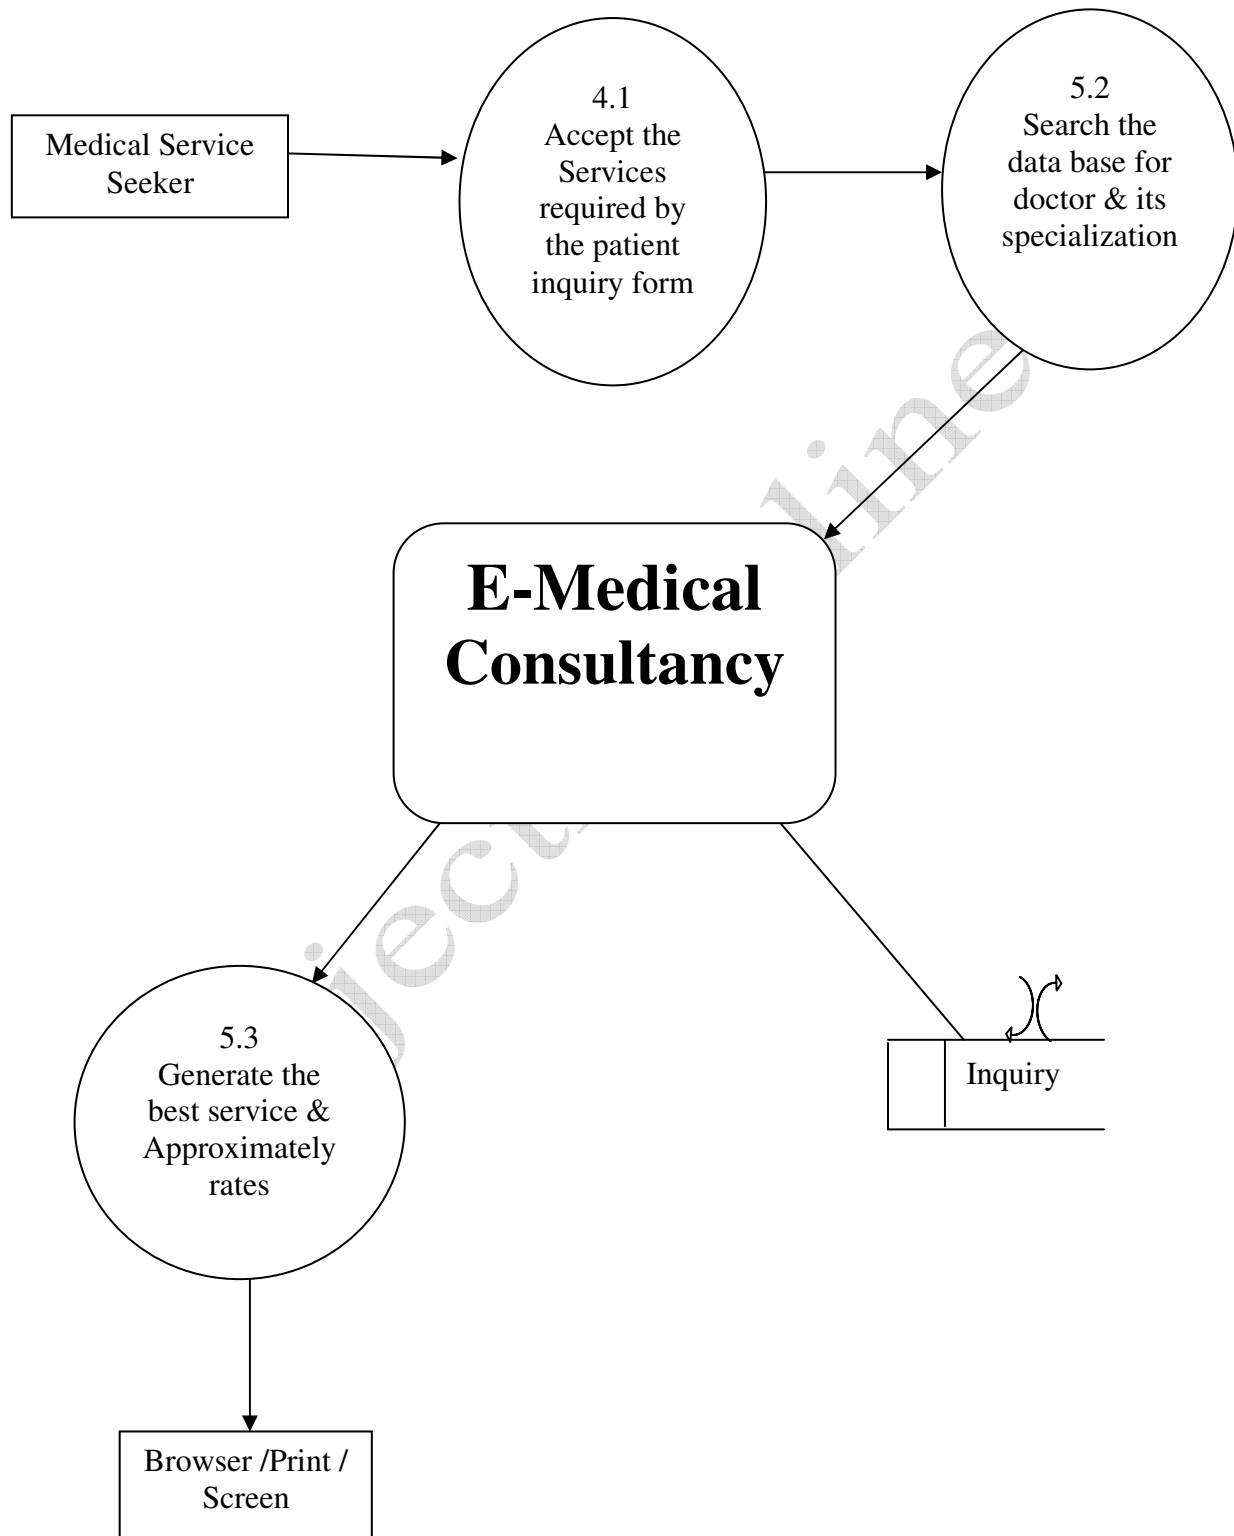 Medical Service
Seeker
4.1
Accept the
Services
required by
the patient
inquiry form
5.2
Search the
data base for
doctor & its
specialization
E-Medical
Consultancy
5.3
Generate the
best service &
Approximately
rates
Inquiry
Browser /Print /
Screen